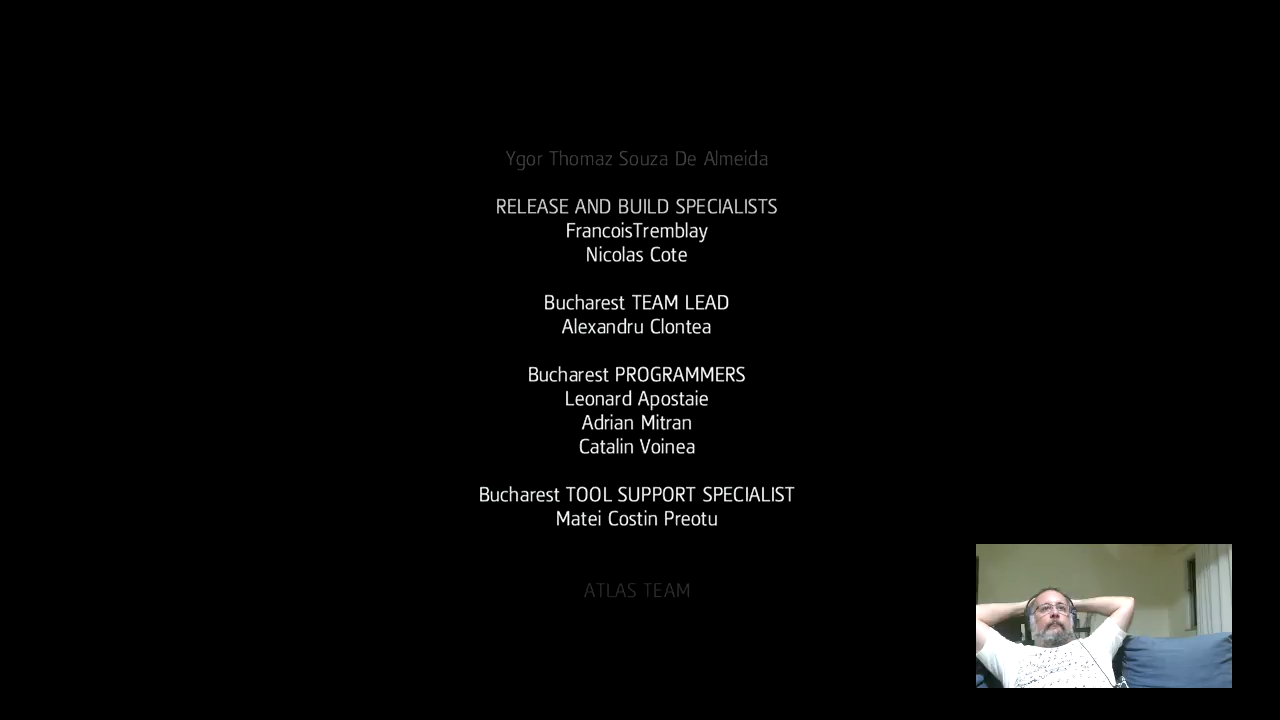 Ygor Thomaz Souza De Almeida
RELEASE AND BUILD SPECIALISTS
FrancoisTremblay
Nicolas Cote
Bucharest TEAM LEAD
Alexandru Clontea
Bucharest PROGRAMMERS
Leonard Apostaie
Adrian Mitran
Catalin Voinea
Bucharest TOOL SUPPORT SPECIALIST
Matei Costin Preotu
ATLAS TEAM